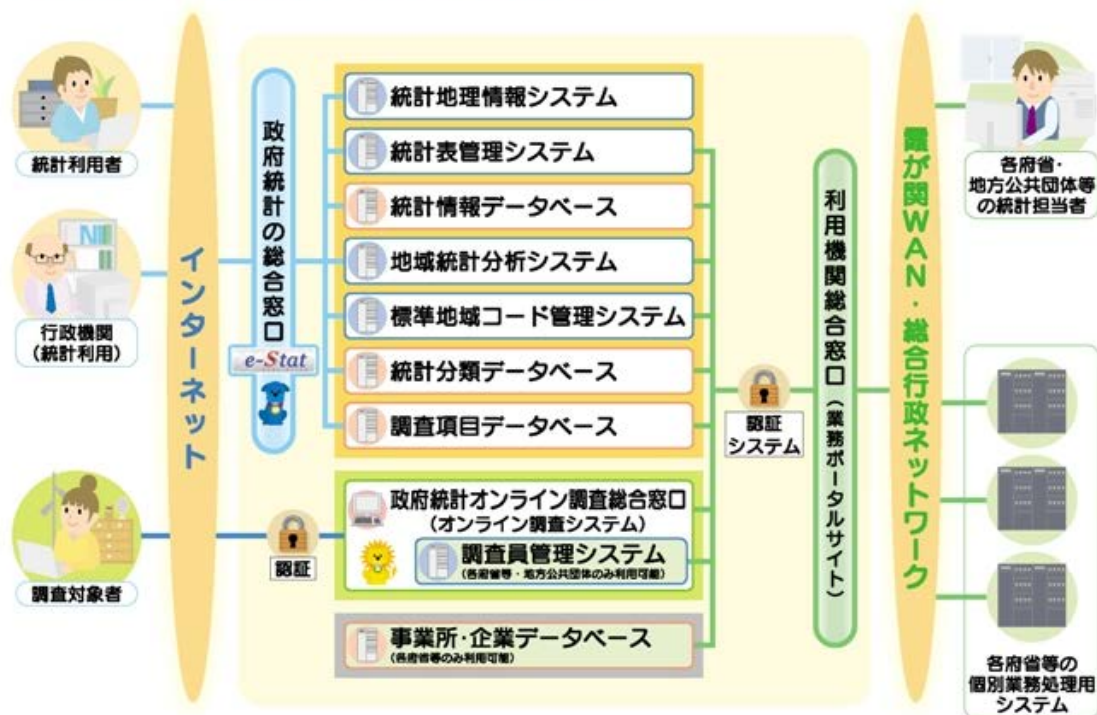 統計利用者
行政機関
(統計利用)
調査対象者
インターネット
政府統計の総合窓口
e-Stat
統計地理情報システム
統計表管理システム
統計情報データベース
地域統計分析システム
標準地域コード管理システム
統計分類データベース
調査項目データベース
認証
政府統計オンライン調査総合窓口
(オンライン調査システム)
調査員管理システム
(各府省等・地方公共団体のみ利用可能)
事業所・企業データベース
(各府省等のみ利用可能)
認証
システム
利用機関総合窓口(業務ポータルサイト)
霞が関WAN・総合行政ネットワーク
各府省・
地方公共団体等
の統計担当者
各府省等の
個別業務処理用
システム